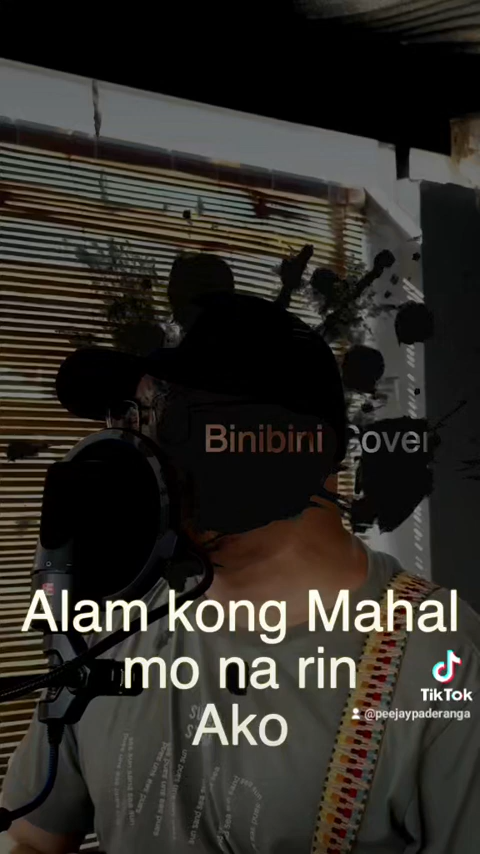 Binibini Cover
Alam kong Mahal
mo na rin
Ako
TikTok
@peejaypaderanga